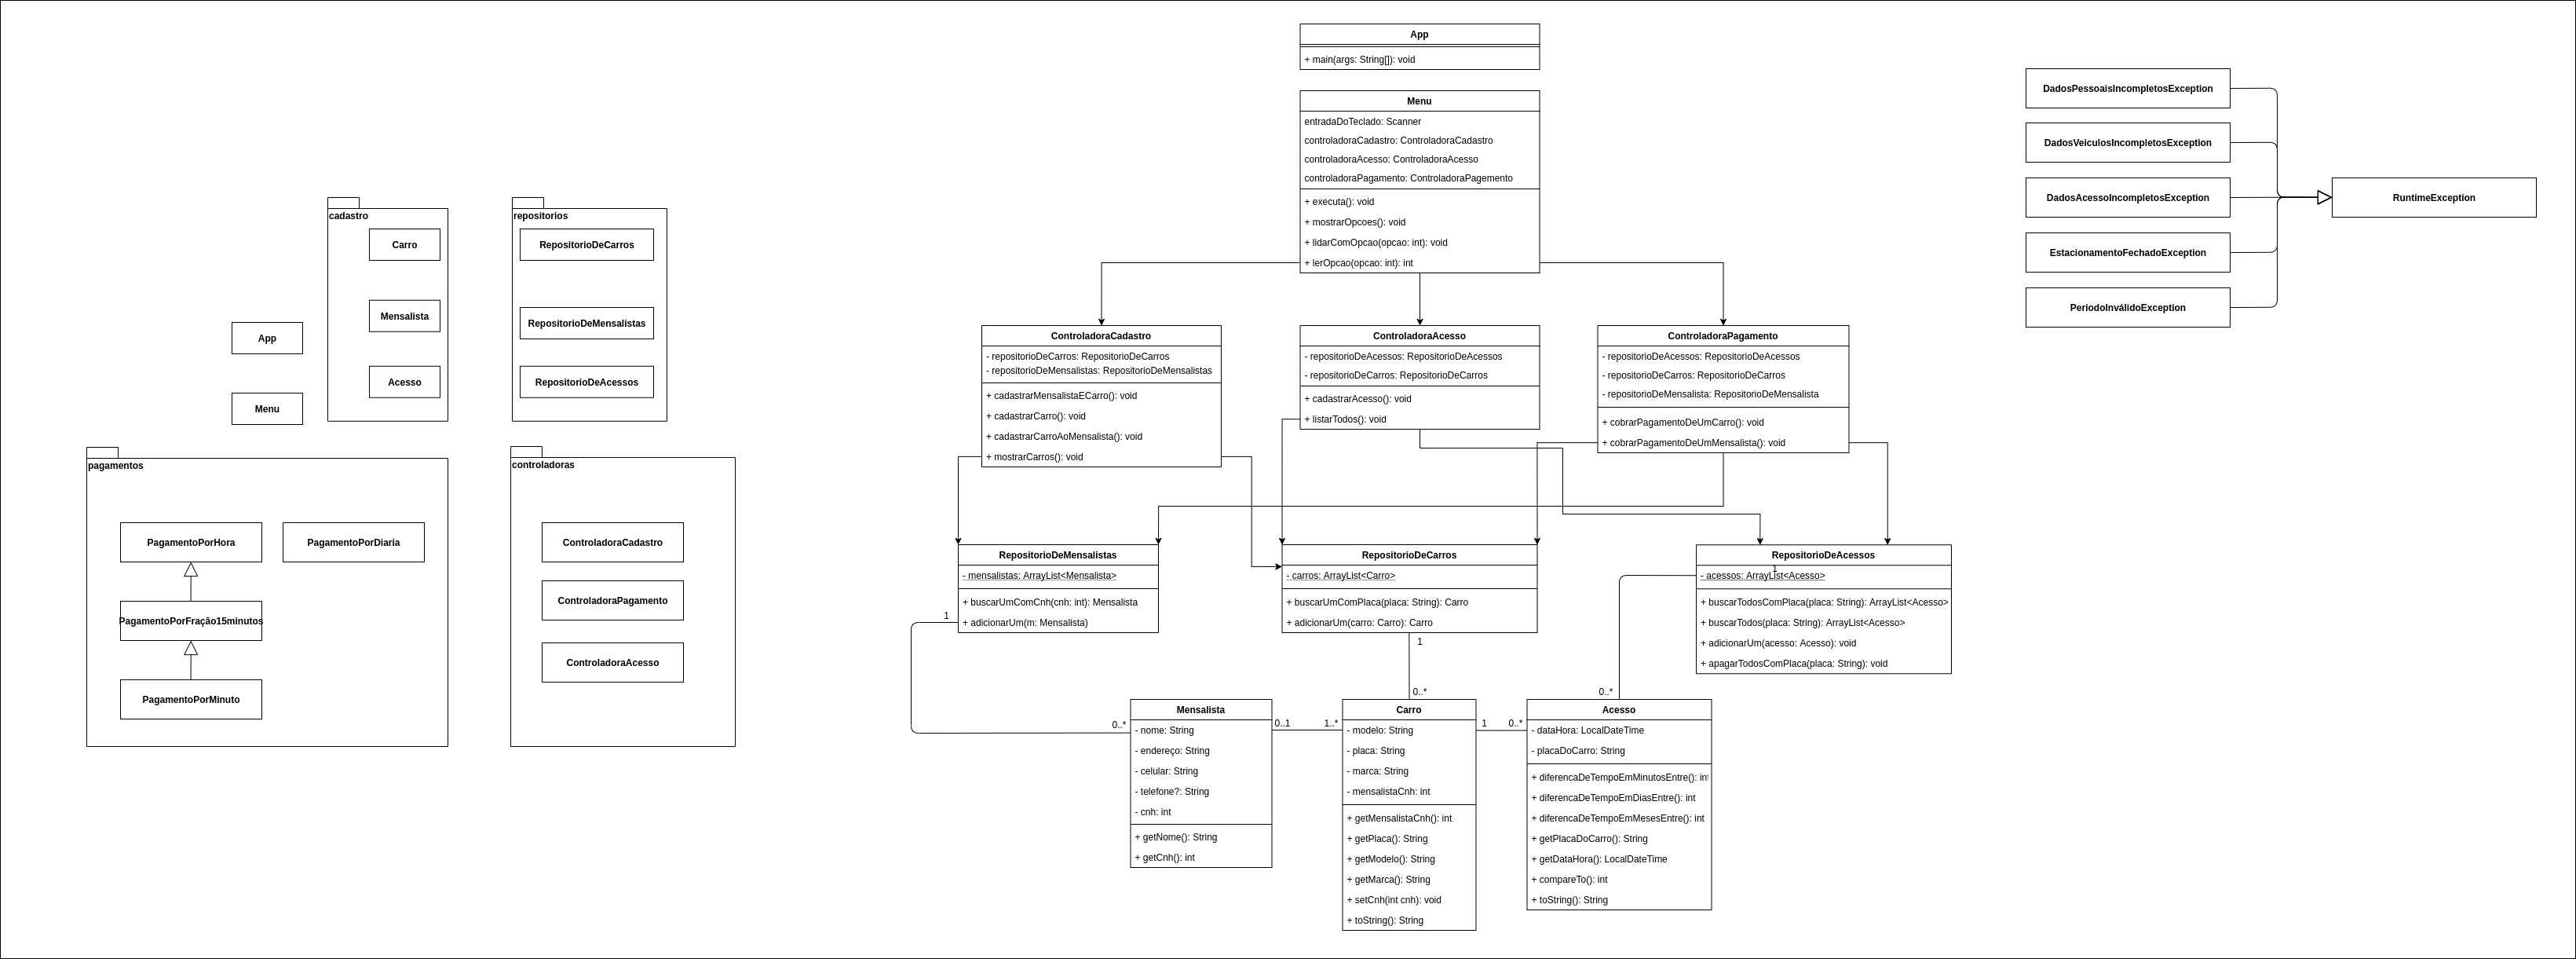 App
+ main(args: String[]): void
Menu
entradaDoTeclado: Scanner
controladoraCadastro: ControladoraCadastro
controladoraAcesso: ControladoraAcesso
controladoraPagamento: ControladoraPagemento
+ executa(): void
+ mostrarOpcoes(): void
+ lidarComOpcao(opcao: int): void
+ lerOpcao(opcao: int): int
DadosPessoaisIncompletosException
DadosVeiculosIncompletosException
DadosAcessoIncompletosException
EstacionamentoFechadoException
PeriodoInválidoException
RuntimeException
cadastro
Carro
Mensalista
Acesso
repositorios
RepositorioDeCarros
RepositorioDeMensalistas
RepositorioDeAcessos
App
Menu
pagamentos
PagamentoPorHora
PagamentoPorDiaria
PagamentoPorFração15minutos
PagamentoPorMinuto
controladoras
ControladoraCadastro
ControladoraPagamento
ControladoraAcesso
ControladoraCadastro
- repositorioDeCarros: RepositorioDeCarros
- repositorioDeMensalistas: RepositorioDeMensalistas
+ cadastrarMensalistaECarro(): void
+ cadastrarCarro(): void
+ cadastrarCarroAoMensalista(): void
+ mostrarCarros(): void
ControladoraAcesso
- repositorioDeAcessos: RepositorioDeAcessos
- repositorioDeCarros: RepositorioDeCarros
+ cadastrarAcesso(): void
+ listarTodos(): void
ControladoraPagamento
- repositorioDeAcessos: RepositorioDeAcessos
- repositorioDeCarros: RepositorioDeCarros
- repositorioDeMensalista: RepositorioDeMensalista
+ cobrarPagamentoDeUmCarro(): void
+ cobrarPagamentoDeUmMensalista(): void
RepositorioDeMensalistas
- mensalistas: ArrayList<Mensalista>
+ buscarUmComCnh(cnh: int): Mensalista
+ adicionarUm(m: Mensalista)
1
RepositorioDeCarros
- carros: ArrayList<Carro>
+ buscarUmComPlaca(placa: String): Carro
+ adicionarUm(carro: Carro): Carro
1
0..*
RepositorioDeAcessos
1
- acessos: ArrayList<Acesso>
+ buscarTodosComPlaca(placa: String): ArrayList<Acesso>
+ buscarTodos(placa: String): ArrayList<Acesso>
+ adicionarUm(acesso: Acesso): void
+ apagarTodosComPlaca(placa: String): void
0..*
0..*
Mensalista
- nome: String
- endereço: String
- celular: String
- telefone?: String
- cnh: int
+ getNome(): String
+ getCnh(): int
0..1
1..*
Carro
- modelo: String
- placa: String
- marca: String
- mensalistaCnh: int
+ getMensalistaCnh(): int
+ getPlaca(): String
+ getModelo(): String
+ getMarca(): String
+ setCnh(int cnh): void
+ toString(): String
1
0..*
Acesso
- dataHora: LocalDateTime
- placaDoCarro: String
+ diferencaDeTempoEmMinutosEntre(): int
+ diferencaDeTempoEmDiasEntre(): int
+ diferencaDeTempoEmMesesEntre(): int
+ getPlacaDoCarro(): String
+ getDataHora(): LocalDateTime
+ compareTo(): int
+ toString(): String